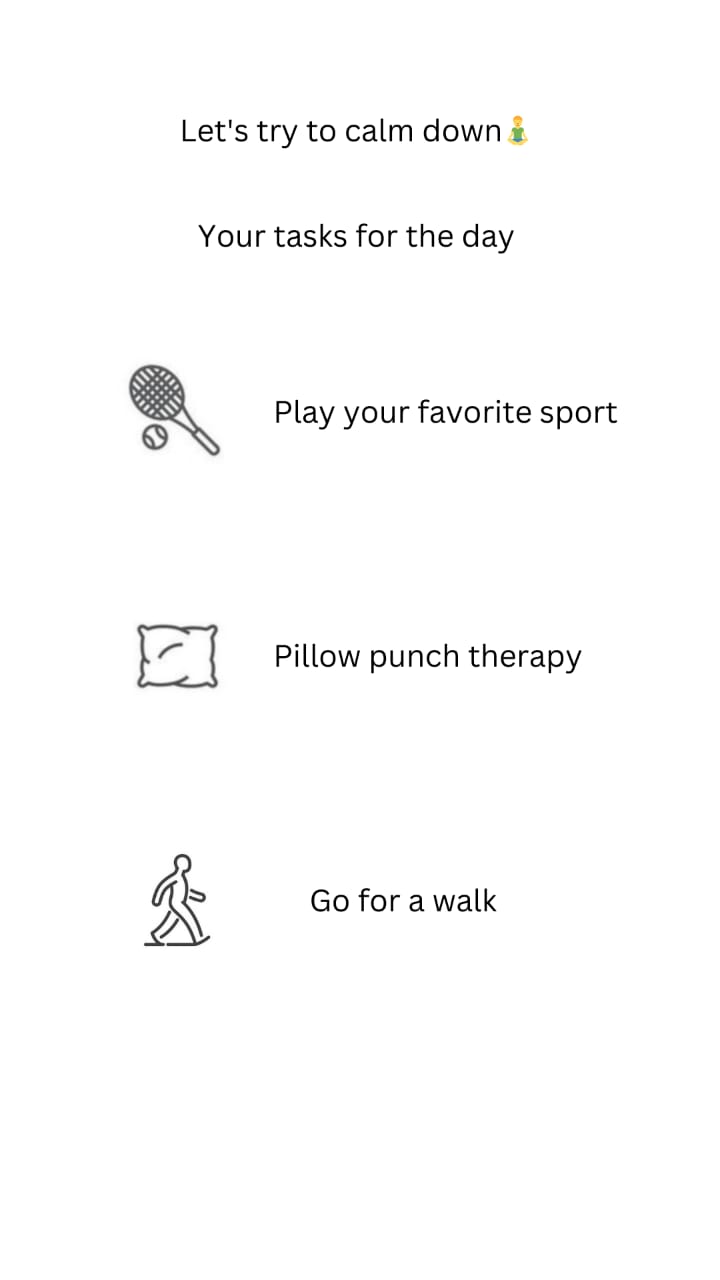 Let's try to calm down🧘
Your tasks for the day
Play your favorite sport
Pillow punch therapy
Go for a walk